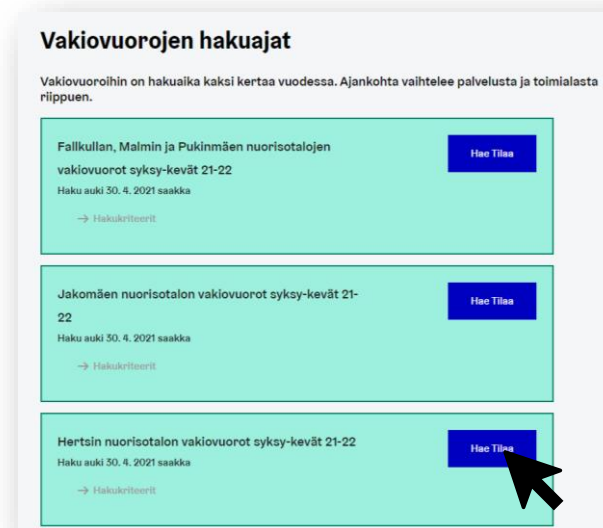 Vakiovuorojen hakuajat
Vakiovuoroihin on hakuaika kaksi kertaa vuodessa. Ajankohta vaihtelee palvelusta ja toimialasta
riippuen.
Fallkullan, Malmin ja Pukinmäen nuorisotalojen
vakiovuorot syksy-kevät 21-22
Haku auki 30. 4. 2021 saakka
→ Hakukriteerit
Hae Tilaa
Jakomäen nuorisotalon vakiovuorot syksy-kevät 21-
22
Haku auki 30. 4. 2021 saakka
→ Hakukriteerit
Hae Tilaa
Hertsin nuorisotalon vakiovuorot syksy-kevät 21-22
Haku auki 30. 4. 2021 saakka
→ Hakukriteerit
Hae Tilaa